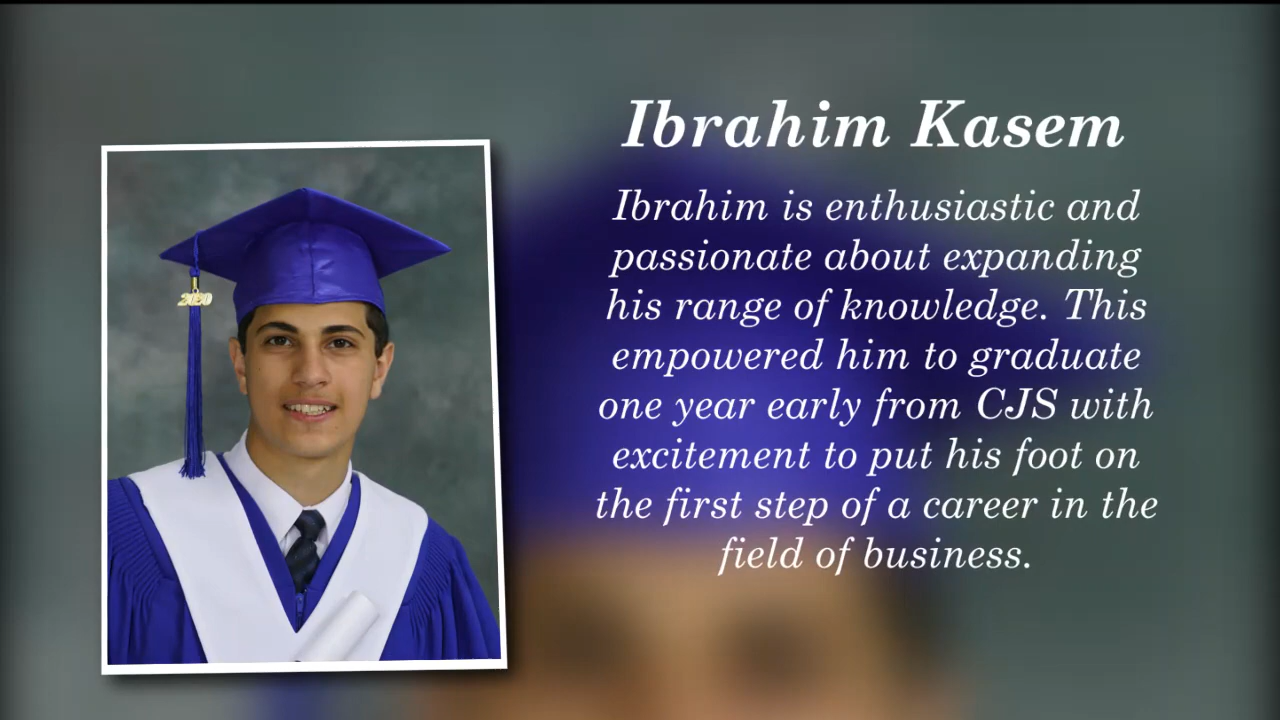 Ibrahim Kasem
Ibrahim is enthusiastic and
passionate about expanding
his range of knowledge. This
empowered him to graduate
one year early from CJS with
excitement to put his foot on
the first step of a career in the
field of business.
2020